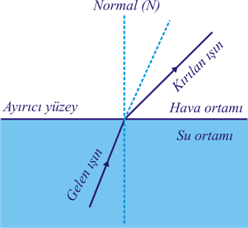 Normal (N)
Kırılan ışın
Ayırıcı yüzey
Hava ortamı
Su ortamı
Gelen ışın